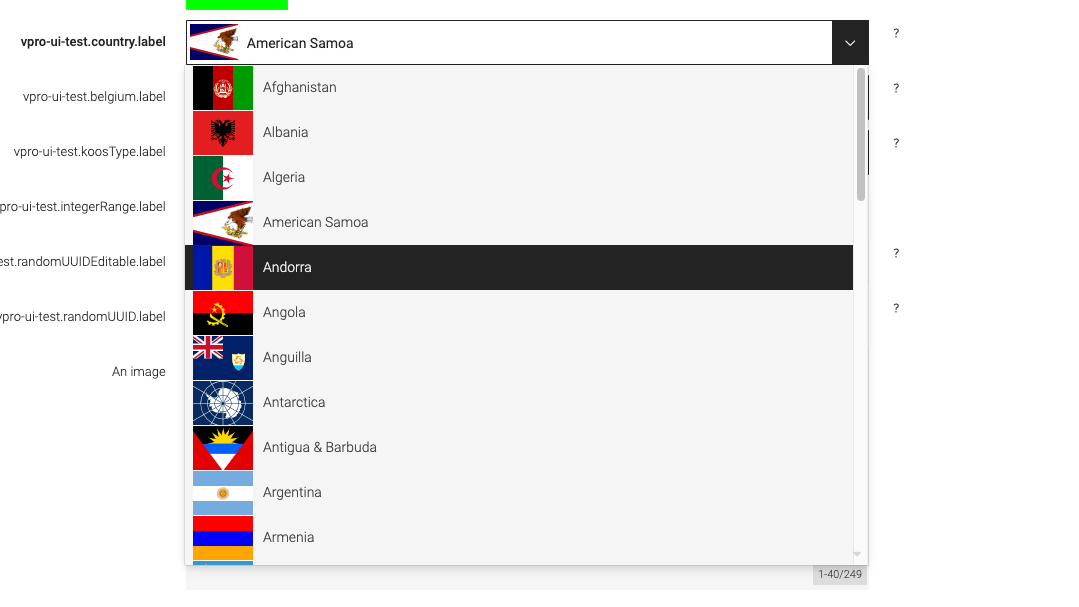 vpro-ui-test.country.label
American Samoa
?
Afghanistan
vpro-ui-test.belgium.label
?
Albania
vpro-ui-test.koosType.label
?
Algeria
pro-ui-test.integerRange.label
American Samoa
est.randomUUIDEditable.label
Andorra
?
vpro-ui-test.randomUUID.label
Angola
?
Anguilla
An image
Antarctica
Antigua & Barbuda
Argentina
Armenia
1-40/249